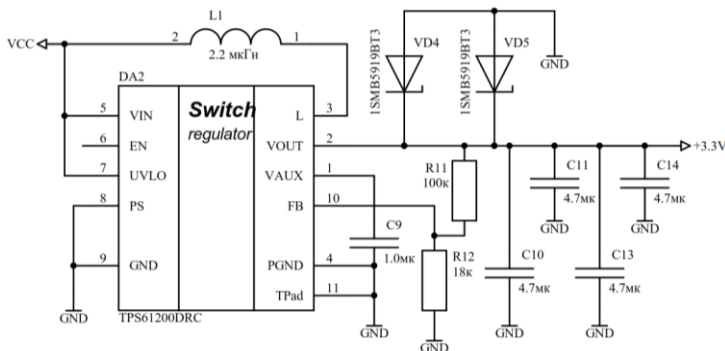 L1
VCC
2
1
2.2 мкГн
DA2
1SMB5919BT3
VD4
1SMB5919BT3
VD5
GND
5
VIN
Switch
regulator
L
3
6
EN
VOUT
2
+3.3V
7
UVLO
VAUX
1
R11
100к
C11
4.7мк
C14
4.7мк
8
PS
FB
10
GND
GND
C9
1.0мк
R12
18к
C10
4.7мк
C13
4.7мк
9
GND
PGND
4
TPad
11
GND
TPS61200DRC
GND
GND
GND
GND